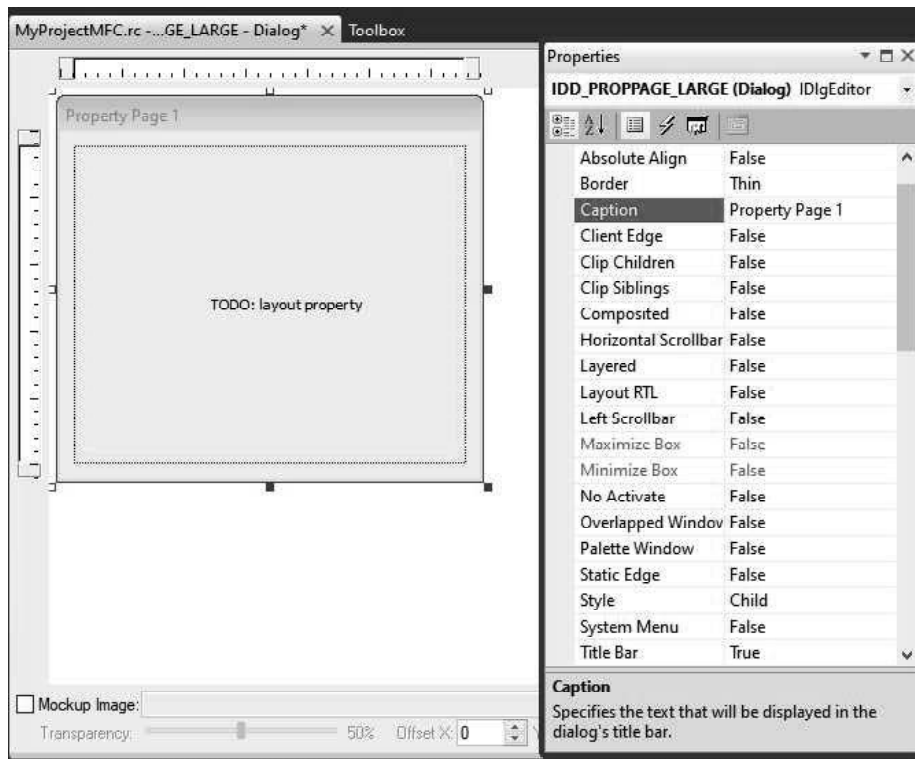 MyProjectMFC.rc -...GE_LARGE - Dialog* Toolbox
Property Page 1
TODO: layout property
Mockup Image:
Transparency: 50% Offset X: 0
Properties
IDD_PROPPAGE_LARGE (Dialog) IDlgEditor
Absolute Align False
Border Thin
Caption Property Page 1
Client Edge False
Clip Children False
Clip Siblings False
Composited False
Horizontal Scrollbar False
Layered False
Layout RTL False
Left Scrollbar False
Maximize Box False
Minimize Box False
No Activate False
Overlapped Window False
Palette Window False
Static Edge False
Style Child
System Menu False
Title Bar True
Caption
Specifies the text that will be displayed in the
dialog's title bar.